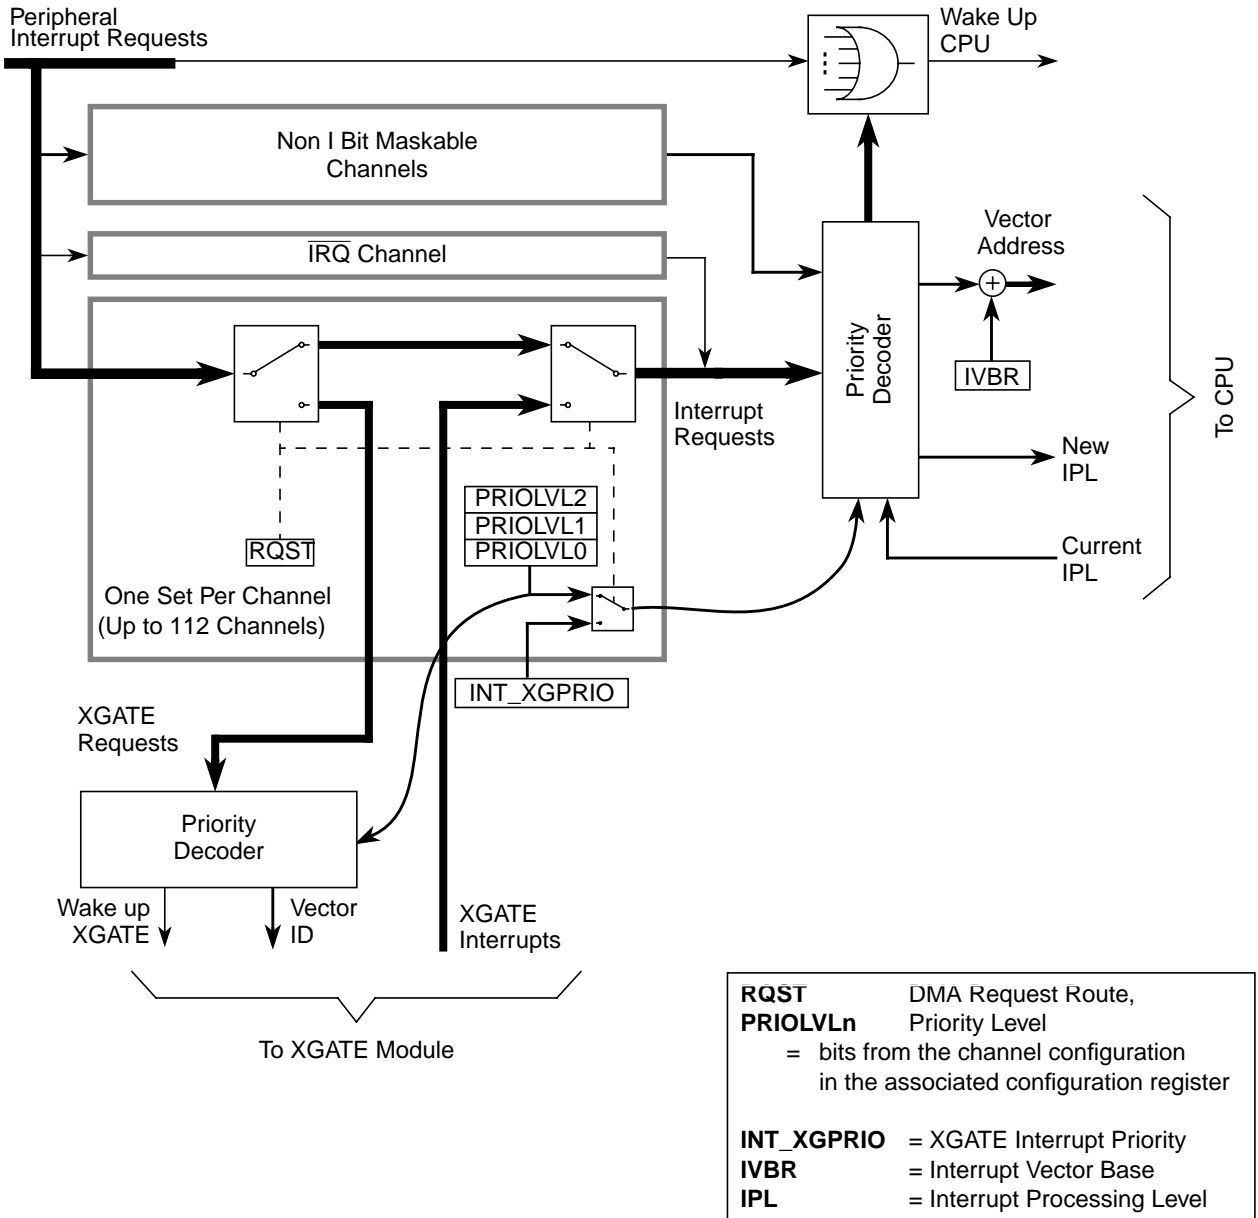 Peripheral
Interrupt Requests
Wake Up
CPU
Non I Bit Maskable
Channels
IRQ Channel
Vector
Address
+
IVBR
Priority
Decoder
To CPU
Interrupt
Requests
New
IPL
PRIOLVL2
PRIOLVL1
PRIOLVL0
RQST
Current
IPL
One Set Per Channel
(Up to 112 Channels)
INT_XGPRIO
XGATE
Requests
Priority
Decoder
Wake up
XGATE
Vector
ID
XGATE
Interrupts
To XGATE Module
RQST DMA Request Route,
PRIOLVLn Priority Level
= bits from the channel configuration
in the associated configuration register
INT_XGPRIO = XGATE Interrupt Priority
IVBR = Interrupt Vector Base
IPL = Interrupt Processing Level